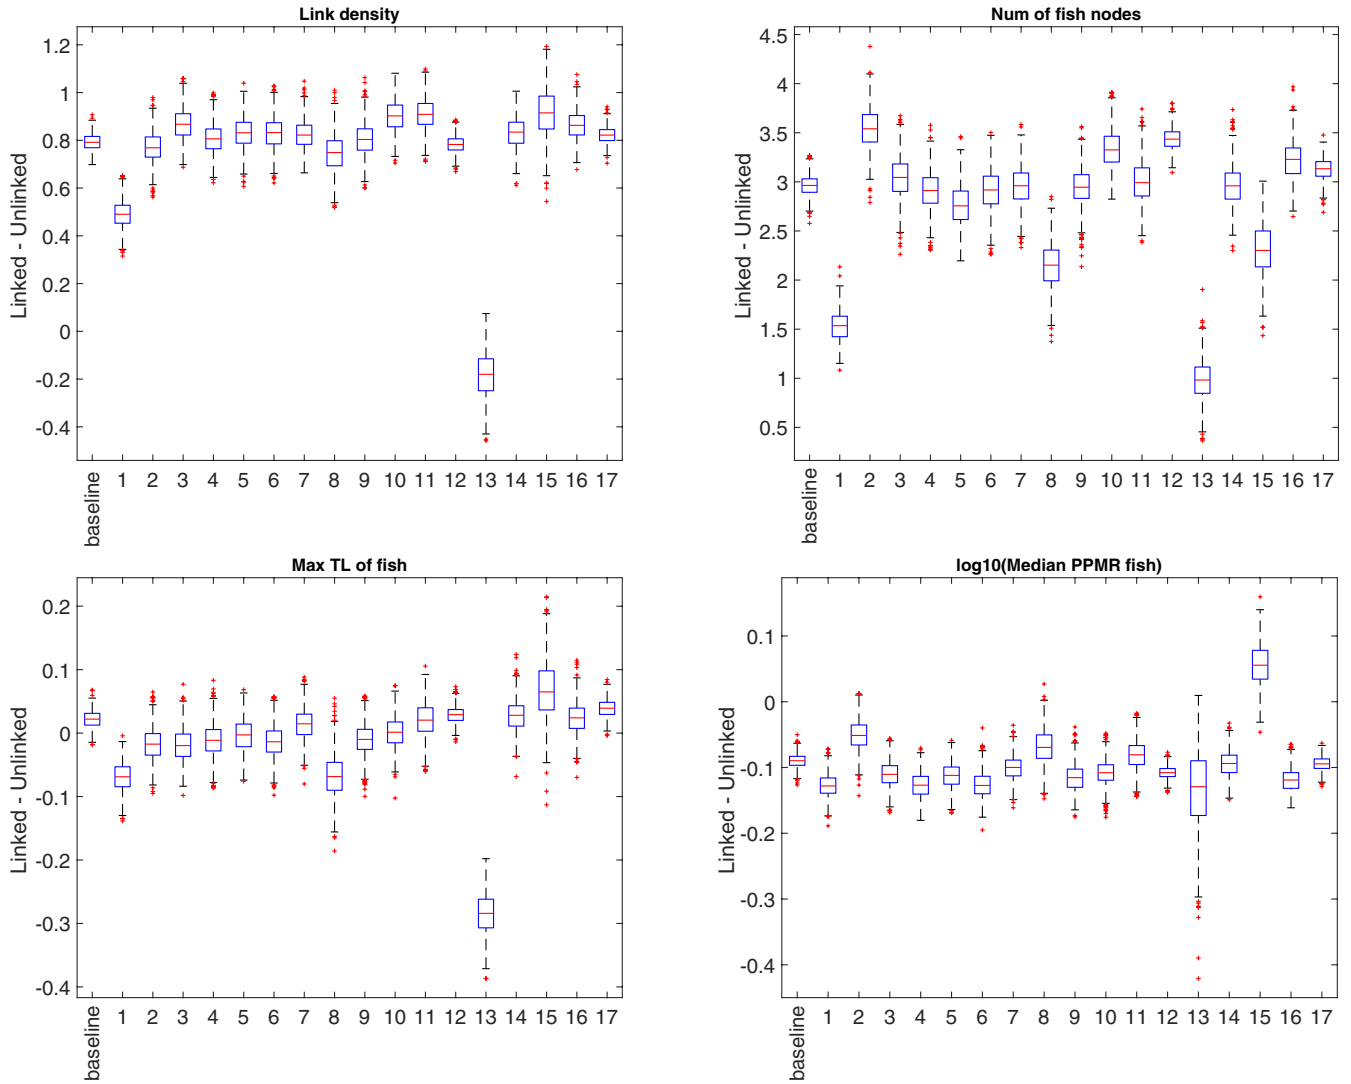 Link density
Linked - Unlinked
1.2
1
0.8
0.6
0.4
0.2
0
-0.2
-0.4
baseline 1 2 3 4 5 6 7 8 9 10 11 12 13 14 15 16 17
Num of fish nodes
Linked - Unlinked
4.5
4
3.5
3
2.5
2
1.5
1
0.5
baseline 1 2 3 4 5 6 7 8 9 10 11 12 13 14 15 16 17
Max TL of fish
Linked - Unlinked
0.2
0.1
0
-0.1
-0.2
-0.3
-0.4
baseline 1 2 3 4 5 6 7 8 9 10 11 12 13 14 15 16 17
log10(Median PPMR fish)
Linked - Unlinked
0.1
0
-0.1
-0.2
-0.3
-0.4
baseline 1 2 3 4 5 6 7 8 9 10 11 12 13 14 15 16 17